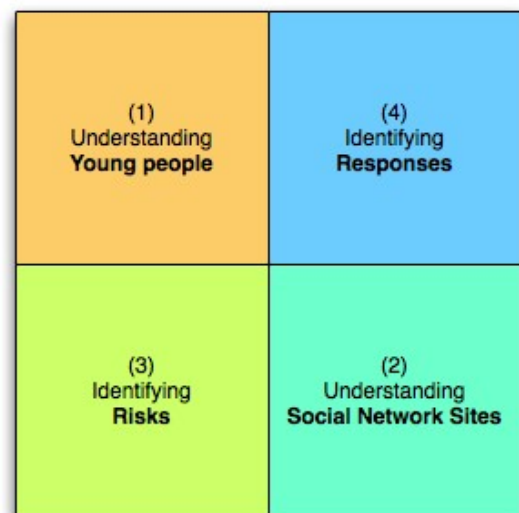 (1)
Understanding
Young people
(4)
Identifying
Responses
(3)
Identifying
Risks
(2)
Understanding
Social Network Sites